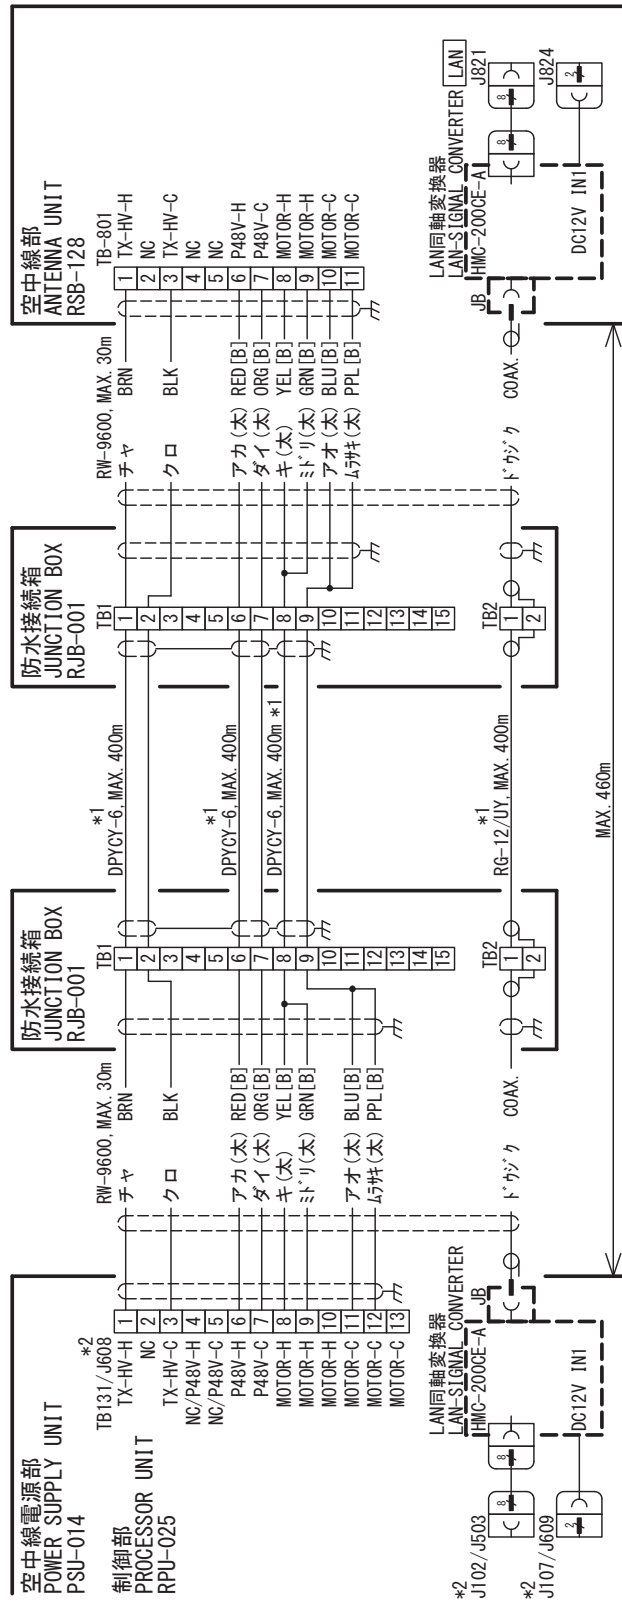 空中線電源部
POWER SUPPLY UNIT
PSU-014
制御部
PROCESSOR UNIT
RPU-025
*2
TB131/J608
TX-HV-H 1
NC 2
TX-HV-C 3
NC/P48V-H 4
NC/P48V-C 5
P48V-H 6
P48V-C 7
MOTOR-H 8
MOTOR-H 9
MOTOR-H 10
MOTOR-C 11
MOTOR-C 12
MOTOR-C 13
LAN同軸変換器
LAN-SIGNAL CONVERTER
HMC-200CE-A
JB
DC12V IN1
*2
J102/J503
8
8
*2
J107/J609
2
RW-9600, MAX. 30m
チャ BRN
クロ BLK
アカ(太) RED[B]
ダイ(太) ORG[B]
キ(太) YEL[B]
ミドリ(太) GRN[B]
アオ(太) BLU[B]
ムラサキ(太) PPL[B]
ドウジク COAX.
防水接続箱
JUNCTION BOX
RJB-001
TB1
1
2
3
4
5
6
7
8
9
10
11
12
13
14
15
TB2
1
2
*1
DPYCY-6, MAX. 400m
*1
DPYCY-6, MAX. 400m
DPYCY-6, MAX. 400m *1
*1
RG-12/UY, MAX. 400m
MAX. 460m
防水接続箱
JUNCTION BOX
RJB-001
TB1
1
2
3
4
5
6
7
8
9
10
11
12
13
14
15
TB2
1
2
RW-9600, MAX. 30m
チャ BRN
クロ BLK
アカ(太) RED[B]
ダイ(太) ORG[B]
キ(太) YEL[B]
ミドリ(太) GRN[B]
アオ(太) BLU[B]
ムラサキ(太) PPL[B]
ドウジク COAX.
空中線部
ANTENNA UNIT
RSB-128
TB-801
1 TX-HV-H
2 NC
3 TX-HV-C
4 NC
5 NC
6 P48V-H
7 P48V-C
8 MOTOR-H
9 MOTOR-H
10 MOTOR-C
11 MOTOR-C
LAN同軸変換器
LAN-SIGNAL CONVERTER LAN
HMC-200CE-A
JB
DC12V IN1
J821
8
8
J824
2